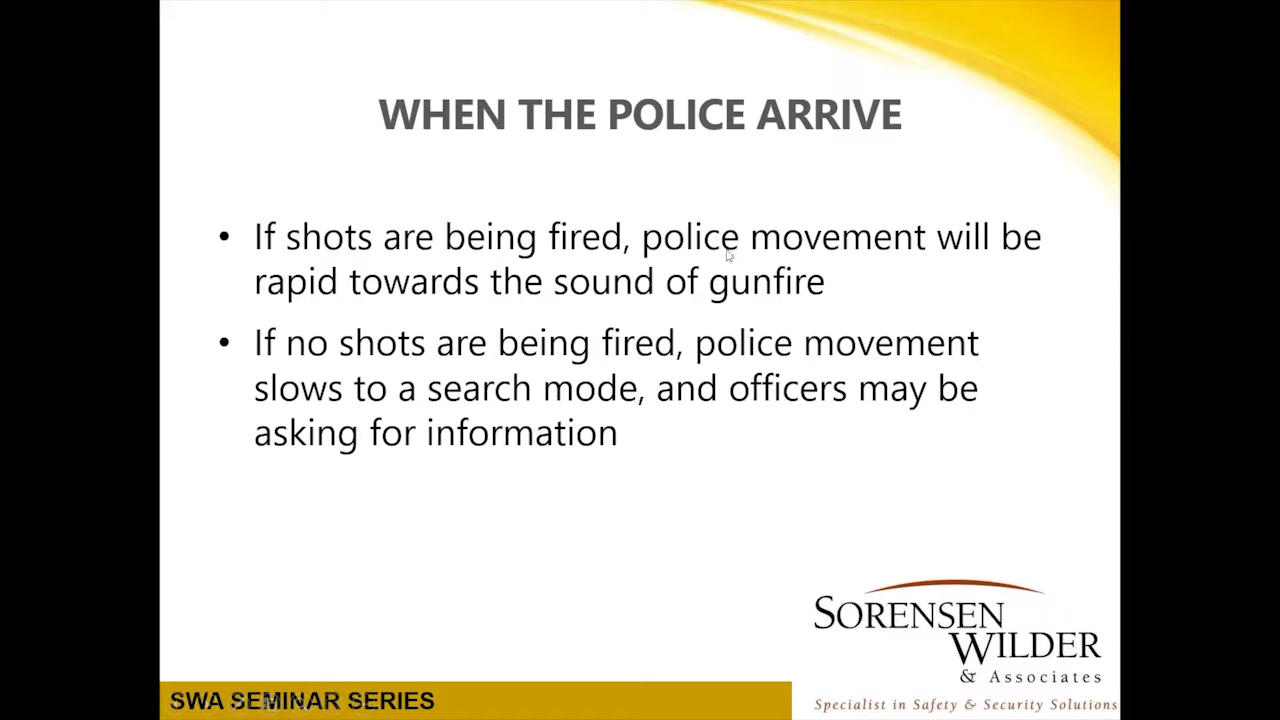 WHEN THE POLICE ARRIVE
• If shots are being fired, police movement will be
rapid towards the sound of gunfire
• If no shots are being fired, police movement
slows to a search mode, and officers may be
asking for information
SORENSEN
WILDER
& Associates
SWA SEMINAR SERIES
Specialist in Safety & Security Solutions